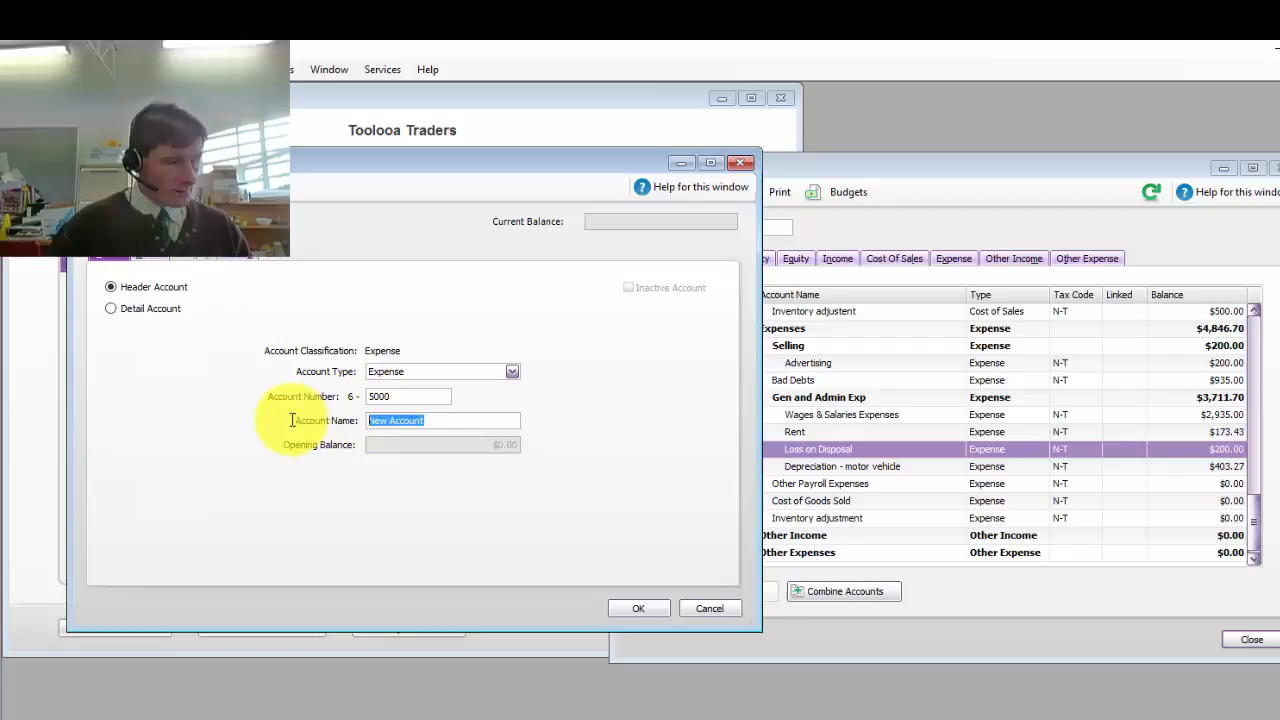 Window Services Help
Toolooa Traders
Help for this window
Print Budgets Help for this windo
Current Balance:
Equity Income Cost Of Sales Expense Other Income Other Expense
Header Account Inactive Account
Detail Account
Account Classification: Expense
Account Type: Expense
Account Number: 6 - 5000
Account Name: New Account
Opening Balance: $0.00
OK Cancel
Account Name Type Tax Code Linked Balance
Inventory adjustent Cost of Sales N-T $500.00
Expenses Expense $4,846.70
Selling Expense $200.00
Advertising Expense N-T $200.00
Bad Debts Expense N-T $935.00
Gen and Admin Exp Expense $3,711.70
Wages & Salaries Expenses Expense N-T $2,935.00
Rent Expense N-T $173.43
Loss on Disposal Expense N-T $200.00
Depreciation - motor vehicle Expense N-T $403.27
Other Payroll Expenses Expense N-T $0.00
Cost of Goods Sold Expense N-T $0.00
Inventory adjustment Expense N-T $0.00
Other Income Other Income $0.00
Other Expenses Other Expense $0.00
Combine Accounts
Close